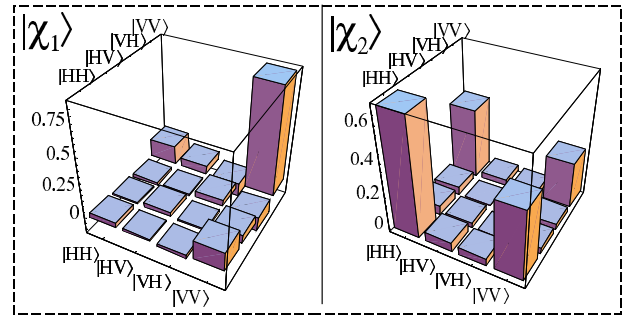 |χ₁⟩
|HH⟩ |HV⟩ |VH⟩ |VV⟩
0.75
0.5
0.25
0
|HH⟩ |HV⟩ |VH⟩ |VV⟩
|χ₂⟩
|HH⟩ |HV⟩ |VH⟩ |VV⟩
0.6
0.4
0.2
0
|HH⟩ |HV⟩ |VH⟩ |VV⟩